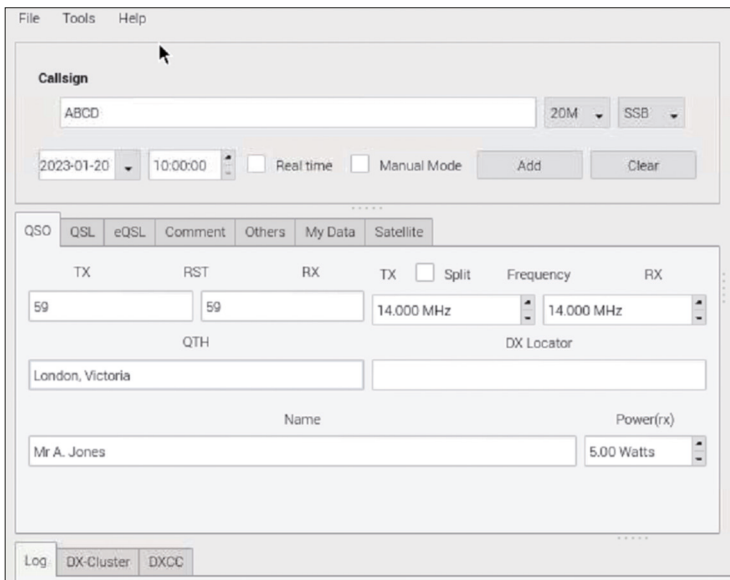 File Tools Help
Callsign
ABCD 20M SSB
2023-01-20 10:00:00 Real time Manual Mode Add Clear
QSO QSL eQSL Comment Others My Data Satellite
TX RST RX TX Split Frequency RX
59 59 14.000 MHz 14.000 MHz
QTH DX Locator
London, Victoria
Name Power(rx)
Mr A. Jones 5.00 Watts
Log DX-Cluster DXCC